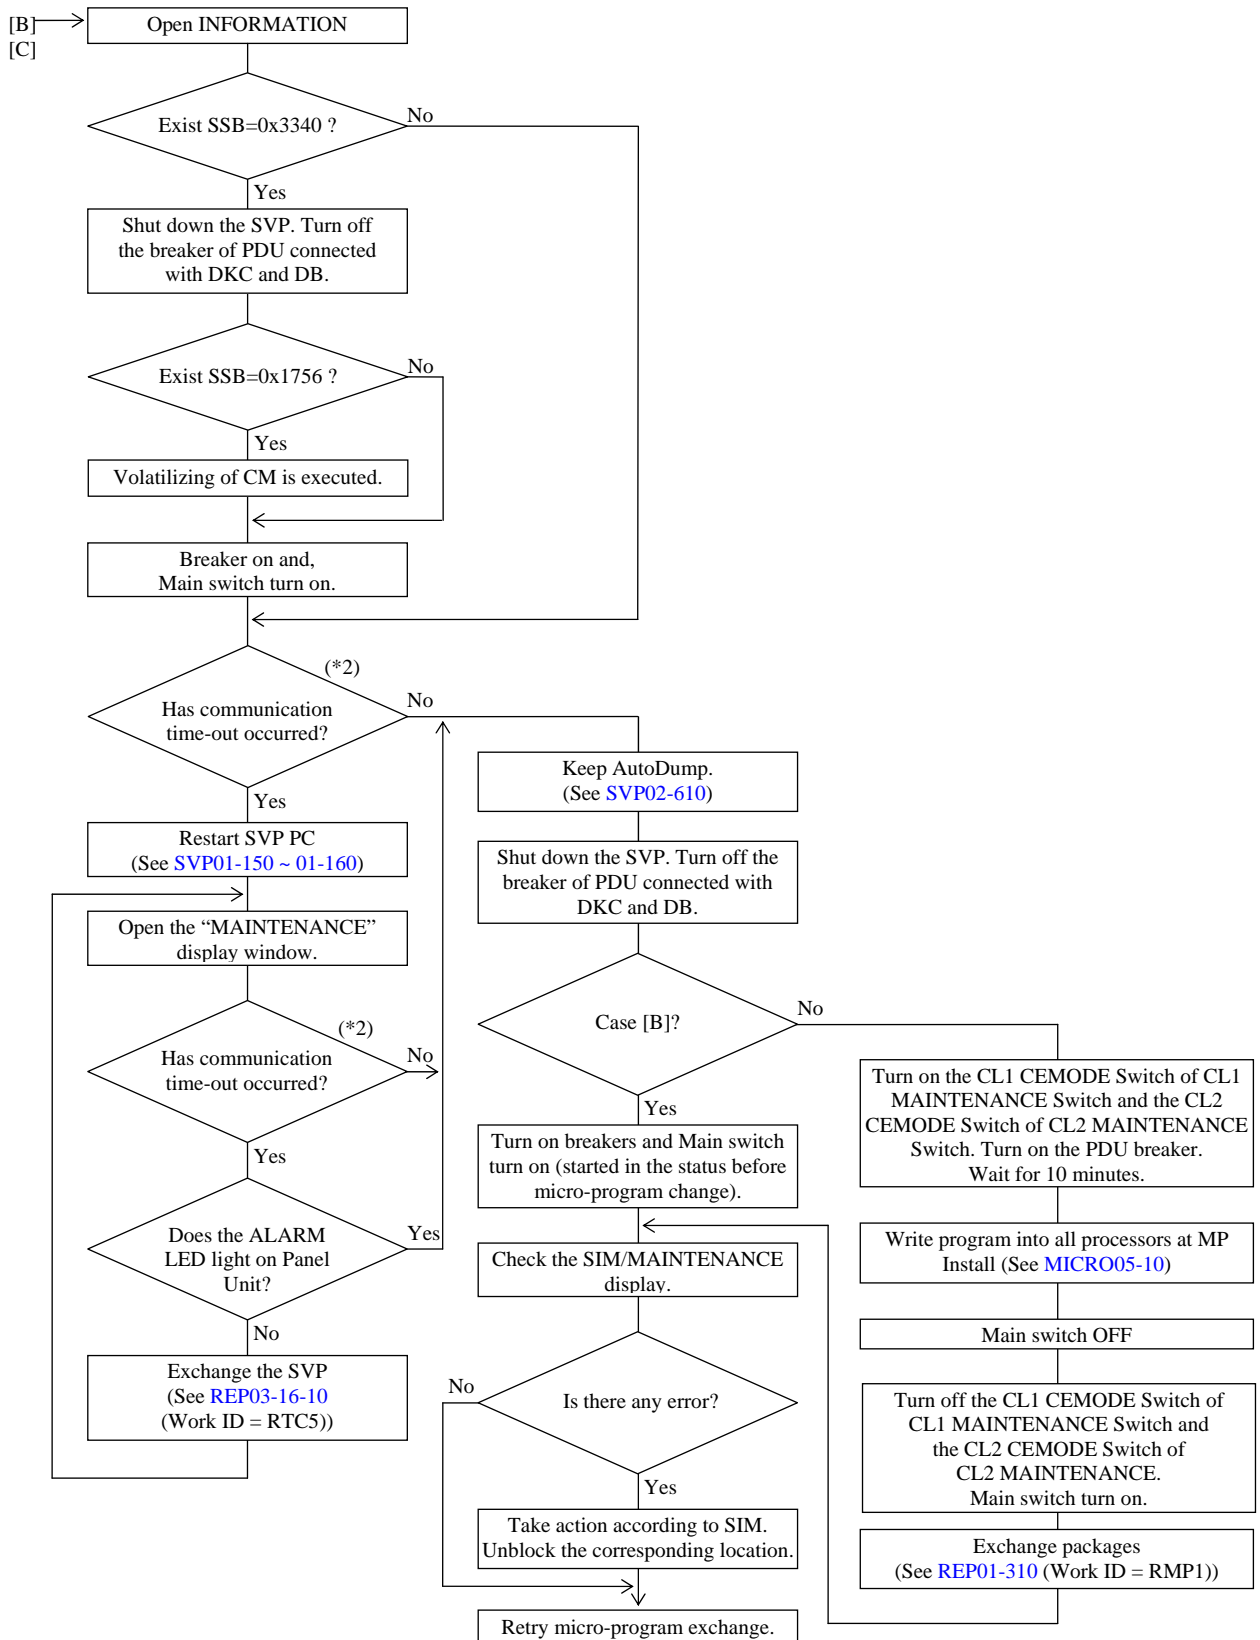 [B]
[C]
Open INFORMATION
Exist SSB=0x3340 ?
No
Yes
Shut down the SVP. Turn off
the breaker of PDU connected
with DKC and DB.
Exist SSB=0x1756 ?
No
Yes
Volatilizing of CM is executed.
Breaker on and,
Main switch turn on.
(*2)
Has communication
time-out occurred?
No
Yes
Restart SVP PC
(See SVP01-150 ~ 01-160)
Open the “MAINTENANCE”
display window.
(*2)
Has communication
time-out occurred?
No
Yes
Does the ALARM
LED light on Panel
Unit?
Yes
No
Exchange the SVP
(See REP03-16-10
(Work ID = RTC5))
Keep AutoDump.
(See SVP02-610)
Shut down the SVP. Turn off the
breaker of PDU connected with
DKC and DB.
Case [B]?
No
Yes
Turn on breakers and Main switch
turn on (started in the status before
micro-program change).
Check the SIM/MAINTENANCE
display.
Is there any error?
No
Yes
Take action according to SIM.
Unblock the corresponding location.
Retry micro-program exchange.
Turn on the CL1 CEMODE Switch of CL1
MAINTENANCE Switch and the CL2
CEMODE Switch of CL2 MAINTENANCE
Switch. Turn on the PDU breaker.
Wait for 10 minutes.
Write program into all processors at MP
Install (See MICRO05-10)
Main switch OFF
Turn off the CL1 CEMODE Switch of
CL1 MAINTENANCE Switch and
the CL2 CEMODE Switch of
CL2 MAINTENANCE.
Main switch turn on.
Exchange packages
(See REP01-310 (Work ID = RMP1))